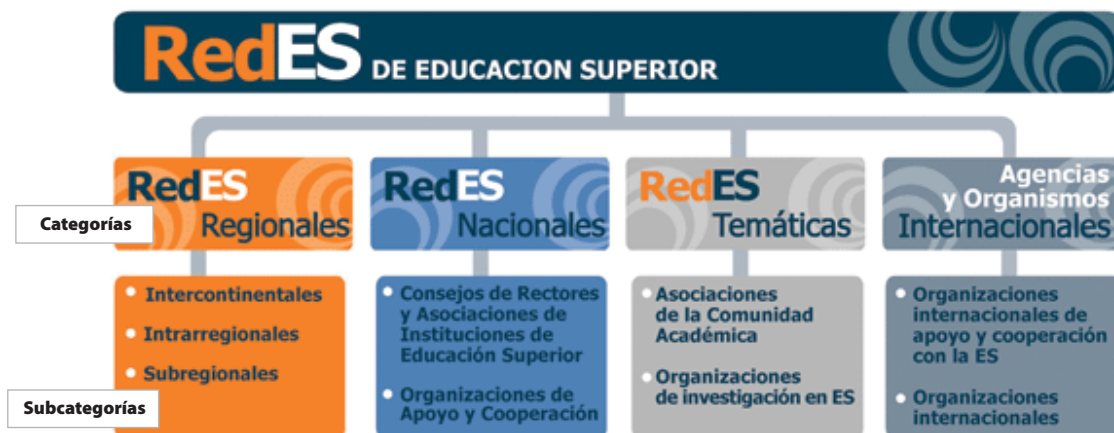 RedES DE EDUCACION SUPERIOR
RedES
Regionales
RedES
Nacionales
RedES
Temáticas
Agencias
y Organismos
Internacionales
Categorías
• Intercontinentales
• Intrarregionales
• Subregionales
• Consejos de Rectores
y Asociaciones de
Instituciones de
Educación Superior
• Organizaciones de
Apoyo y Cooperación
• Asociaciones
de la Comunidad
Académica
• Organizaciones
de investigación en ES
• Organizaciones
internacionales de
apoyo y cooperación
con la ES
• Organizaciones
internacionales
Subcategorías